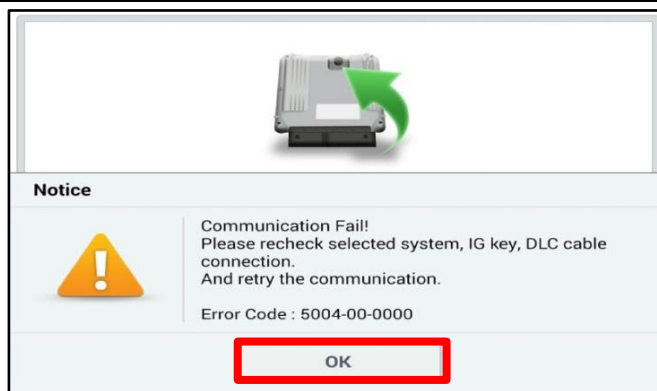 Notice
Communication Fail!
Please recheck selected system, IG key, DLC cable
connection.
And retry the communication.
Error Code : 5004-00-0000
OK